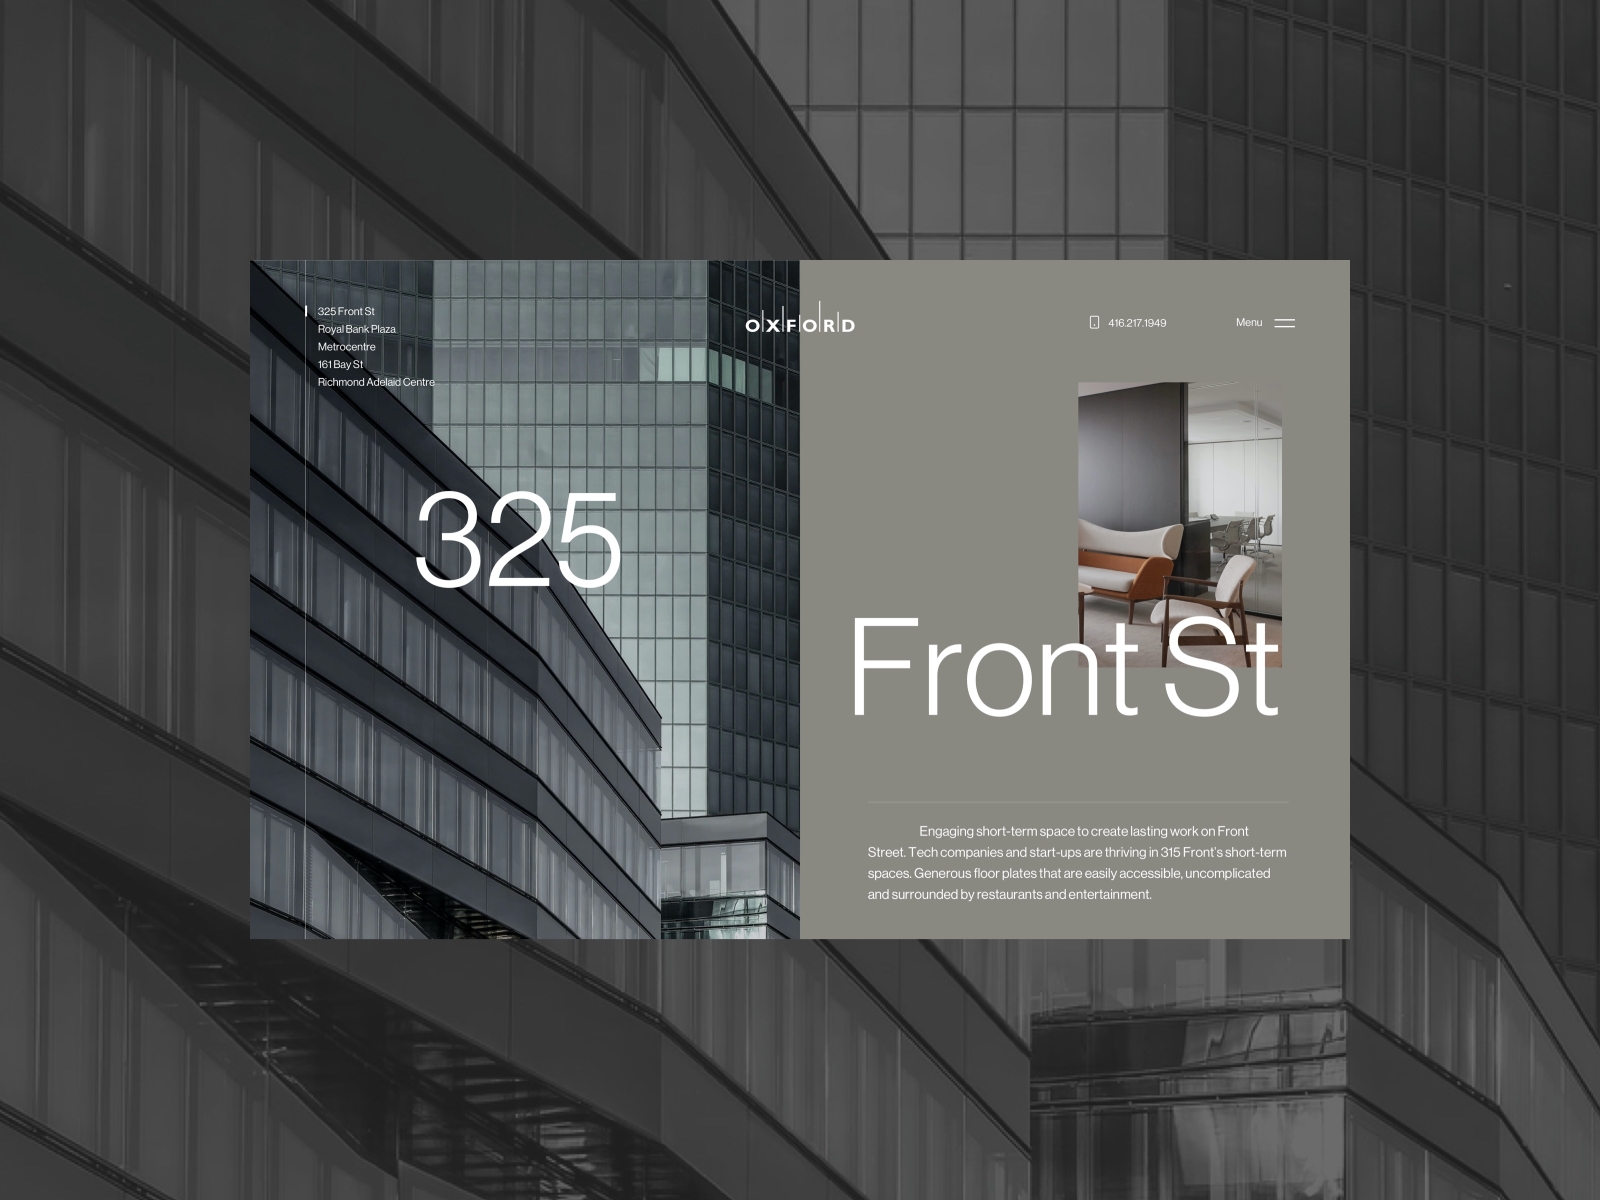 325 Front St
Royal Bank Plaza
Metrocentre
161 Bay St
Richmond Adelaid Centre
OXFORD
416.217.1949
Menu
325
Front St
Engaging short-term space to create lasting work on Front
Street. Tech companies and start-ups are thriving in 315 Front's short-term
spaces. Generous floor plates that are easily accessible, uncomplicated
and surrounded by restaurants and entertainment.